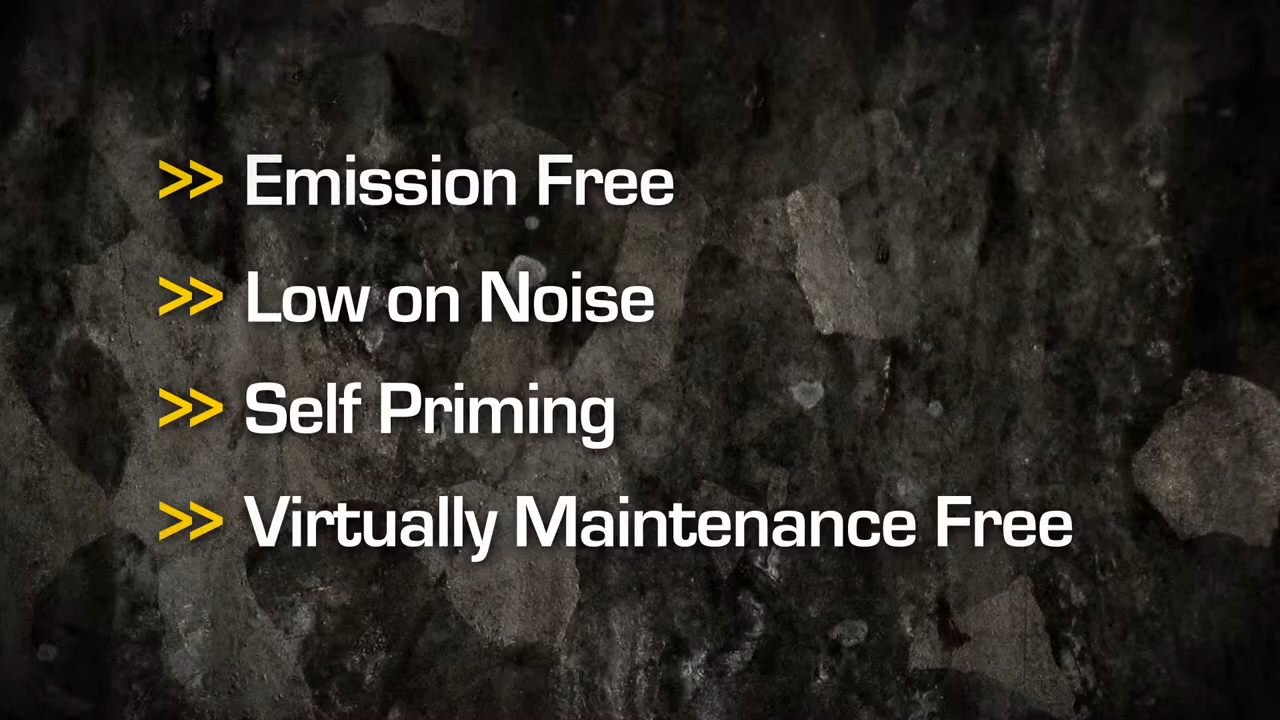 >> Emission Free
>> Low on Noise
>> Self Priming
>> Virtually Maintenance Free